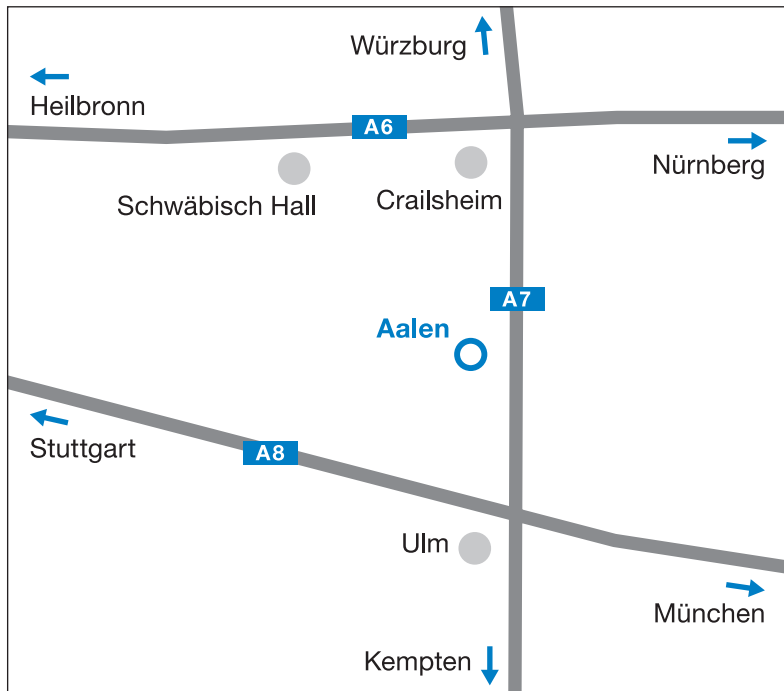 Würzburg
Heilbronn
A6
Nürnberg
Schwäbisch Hall
Crailsheim
A7
Aalen
Stuttgart
A8
Ulm
München
Kempten